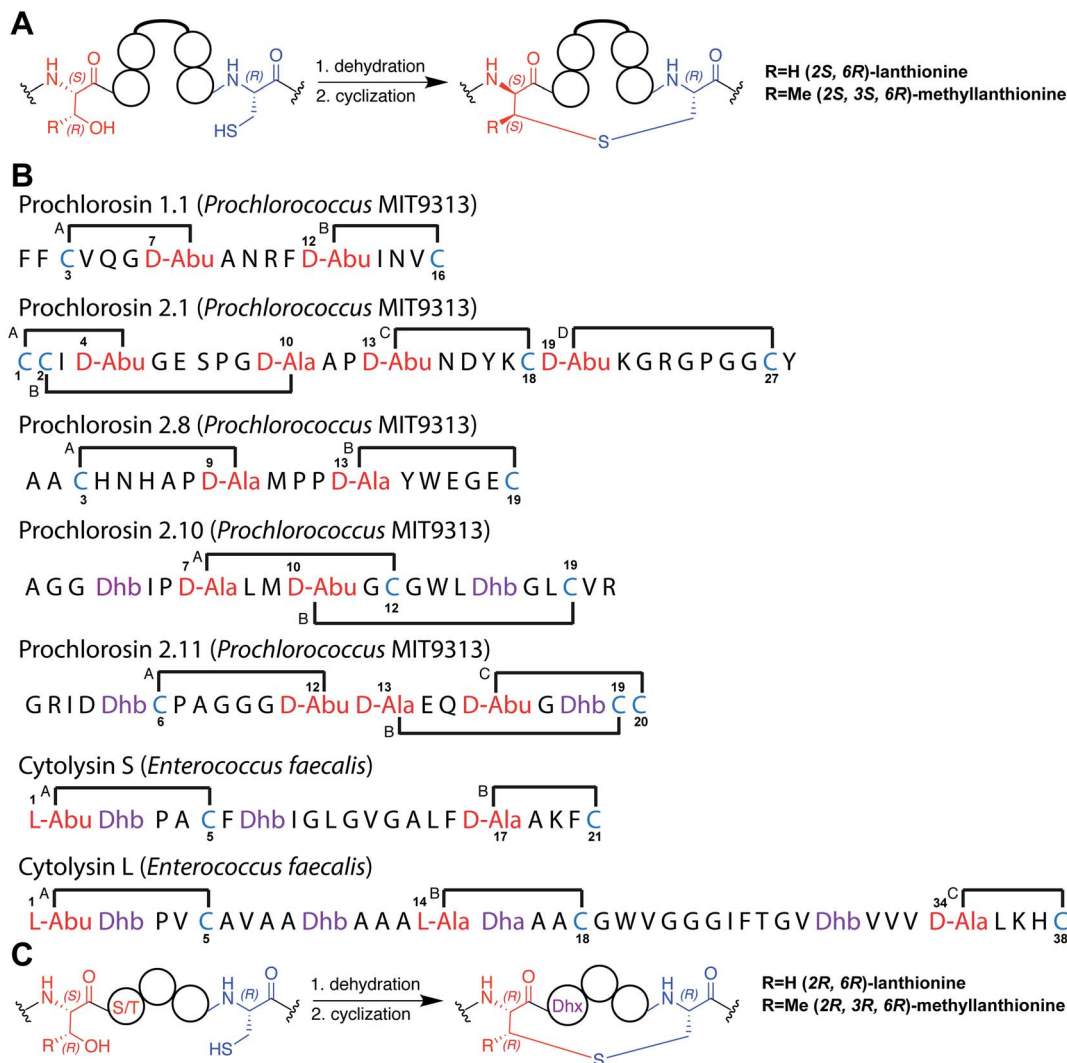 A
H N (S) O H N (R) O R (R) OH HS
1. dehydration
2. cyclization
H N (S) O H N (R) O R (S) S
R=H (2S, 6R)-lanthionine
R=Me (2S, 3S, 6R)-methyllanthionine
B
Prochlorosin 1.1 (Prochlorococcus MIT9313)
A 7 12 B
F F C V Q G D-Abu A N R F D-Abu I N V C
3 16
Prochlorosin 2.1 (Prochlorococcus MIT9313)
A 4 10 13 C 19 D
C C I D-Abu G E S P G D-Ala A P D-Abu N D Y K C D-Abu K G R G P G G C Y
1 2 18 27
B
Prochlorosin 2.8 (Prochlorococcus MIT9313)
A 9 13 B
A A C H N H A P D-Ala M P P D-Ala Y W E G E C
3 19
Prochlorosin 2.10 (Prochlorococcus MIT9313)
7 A 10 19
A G G Dhb I P D-Ala L M D-Abu G C G W L Dhb G L C V R
12
B
Prochlorosin 2.11 (Prochlorococcus MIT9313)
A 12 13 C 19
G R I D Dhb C P A G G G D-Abu D-Ala E Q D-Abu G Dhb C C
6 20
B
Cytolysin S (Enterococcus faecalis)
1 A B
L-Abu Dhb P A C F Dhb I G L G V G A L F D-Ala A K F C
5 17 21
Cytolysin L (Enterococcus faecalis)
1 A 14 B 34 C
L-Abu Dhb P V C A V A A Dhb A A A L-Ala Dha A A C G W V G G G I F T G V Dhb V V V D-Ala L K H C
5 18 38
C
H N (S) O S/T H N (R) O R (R) OH HS
1. dehydration
2. cyclization
H N (R) O Dhx H N (R) O R (R) S
R=H (2R, 6R)-lanthionine
R=Me (2R, 3R, 6R)-methyllanthionine